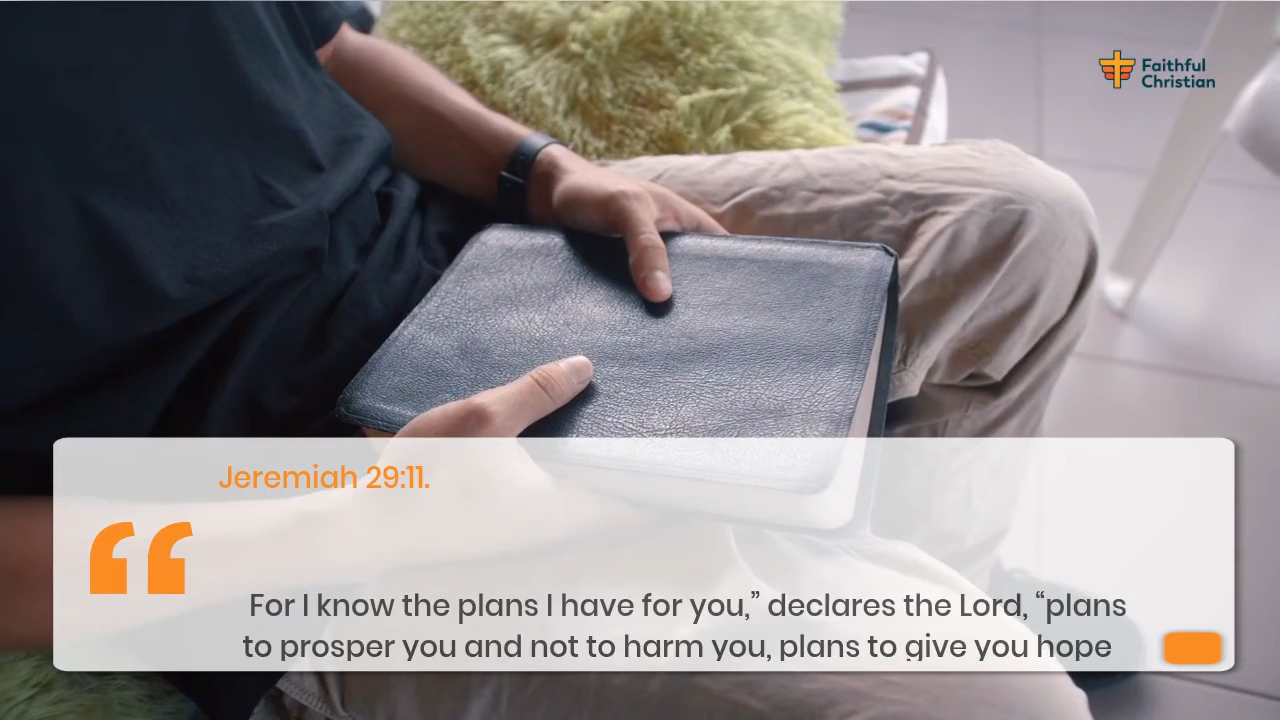 Faithful
Christian
Jeremiah 29:11.
“
For I know the plans I have for you,” declares the Lord, “plans
to prosper you and not to harm you, plans to give you hope